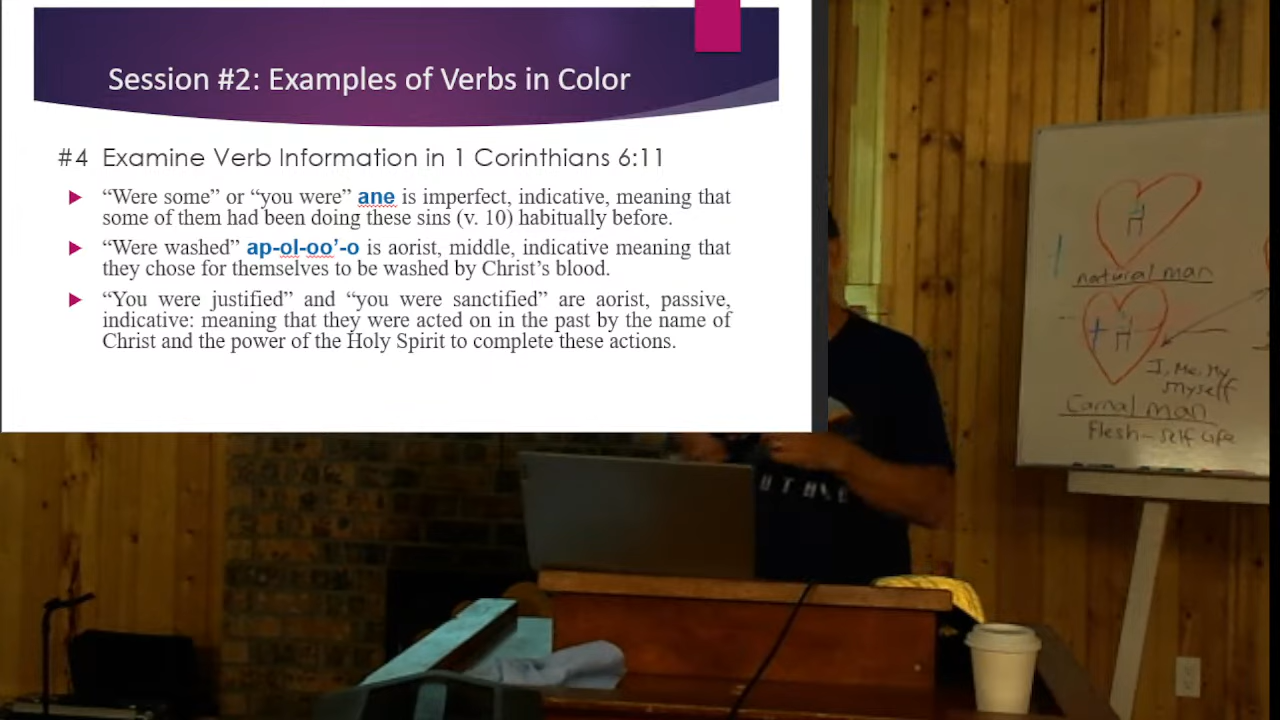 Session #2: Examples of Verbs in Color
#4 Examine Verb Information in 1 Corinthians 6:11
“Were some” or “you were” ane is imperfect, indicative, meaning that
some of them had been doing these sins (v. 10) habitually before.
“Were washed” ap-ol-oo’-o is aorist, middle, indicative meaning that
they chose for themselves to be washed by Christ’s blood.
“You were justified” and “you were sanctified” are aorist, passive,
indicative: meaning that they were acted on in the past by the name of
Christ and the power of the Holy Spirit to complete these actions.
H
natural man
H
I, Me, My
Myself
Carnal man
Flesh - Self Life